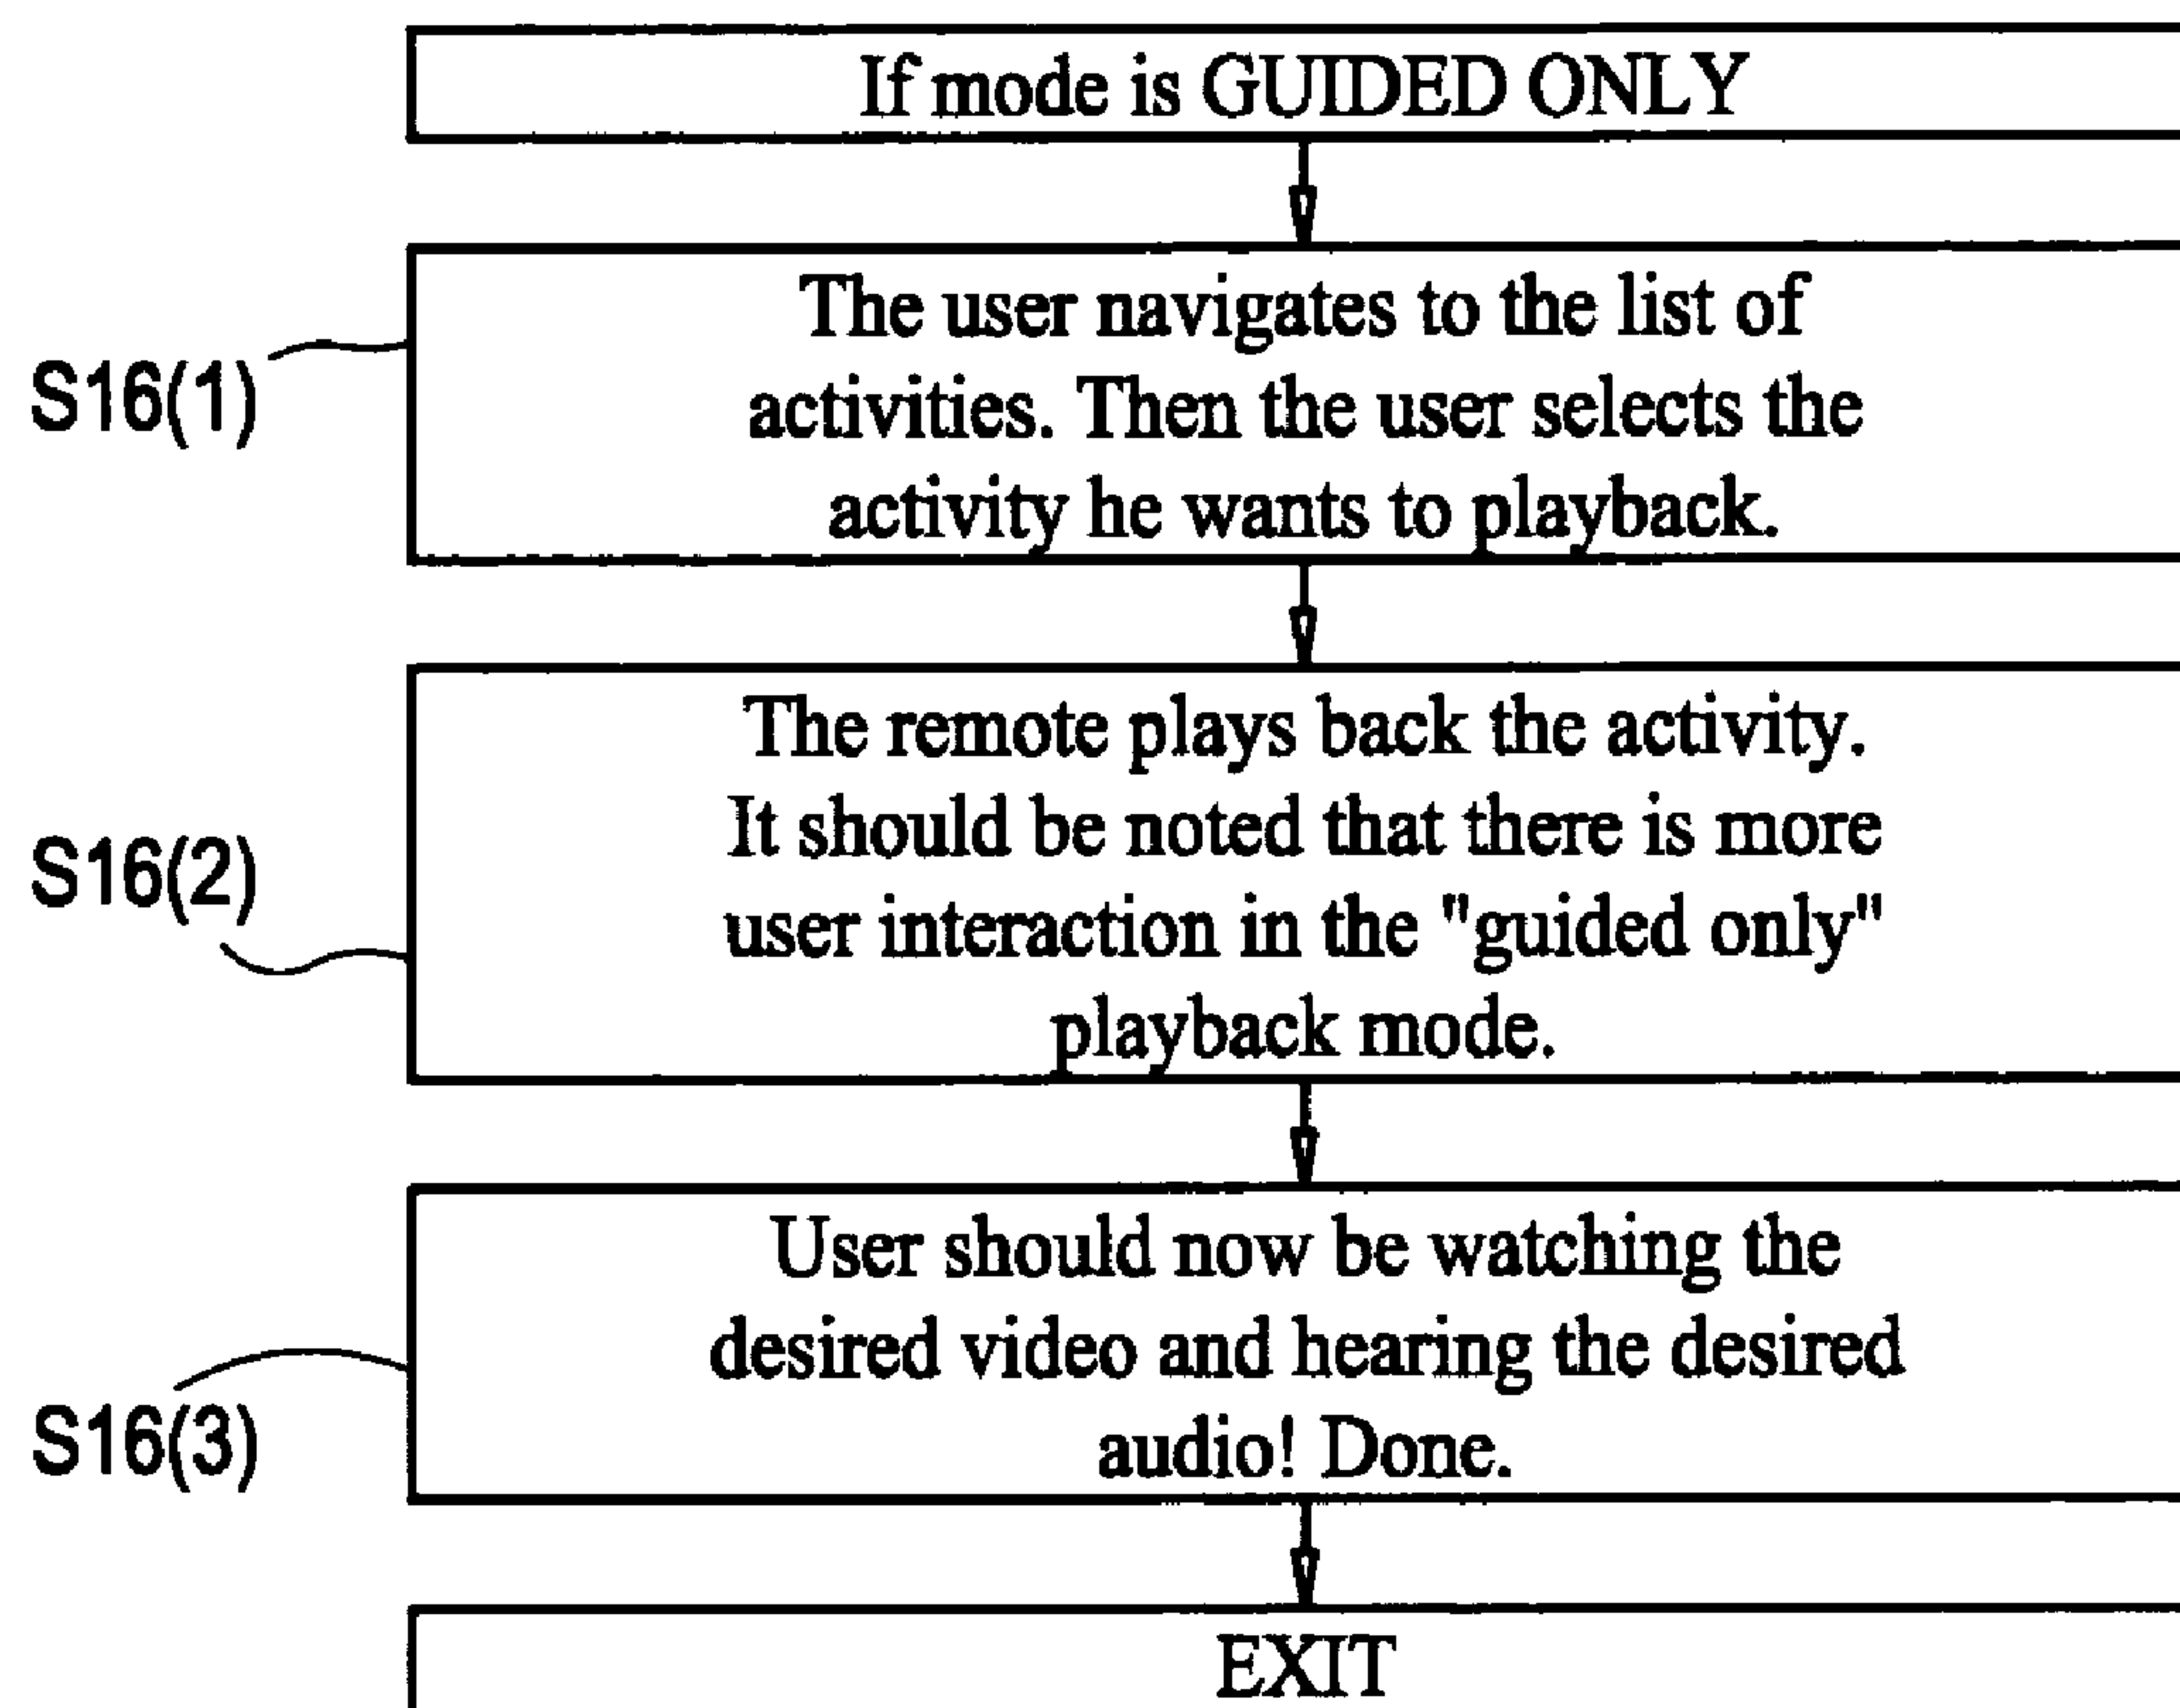 If mode is GUIDED ONLY
S16(1)
The user navigates to the list of
activities. Then the user selects the
activity he wants to playback.
S16(2)
The remote plays back the activity.
It should be noted that there is more
user interaction in the "guided only"
playback mode.
S16(3)
User should now be watching the
desired video and hearing the desired
audio! Done.
EXIT